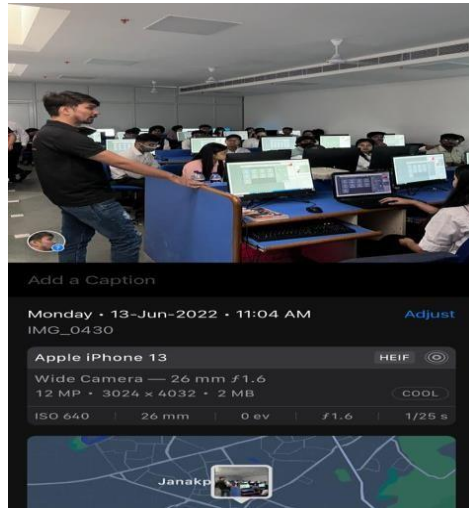 Add a Caption
Monday • 13-Jun-2022 • 11:04 AM Adjust
IMG_0430
Apple iPhone 13 HEIF
Wide Camera — 26 mm ƒ1.6
12 MP • 3024 x 4032 • 2 MB COOL
ISO 640 26 mm 0 ev ƒ1.6 1/25 s
Janakp